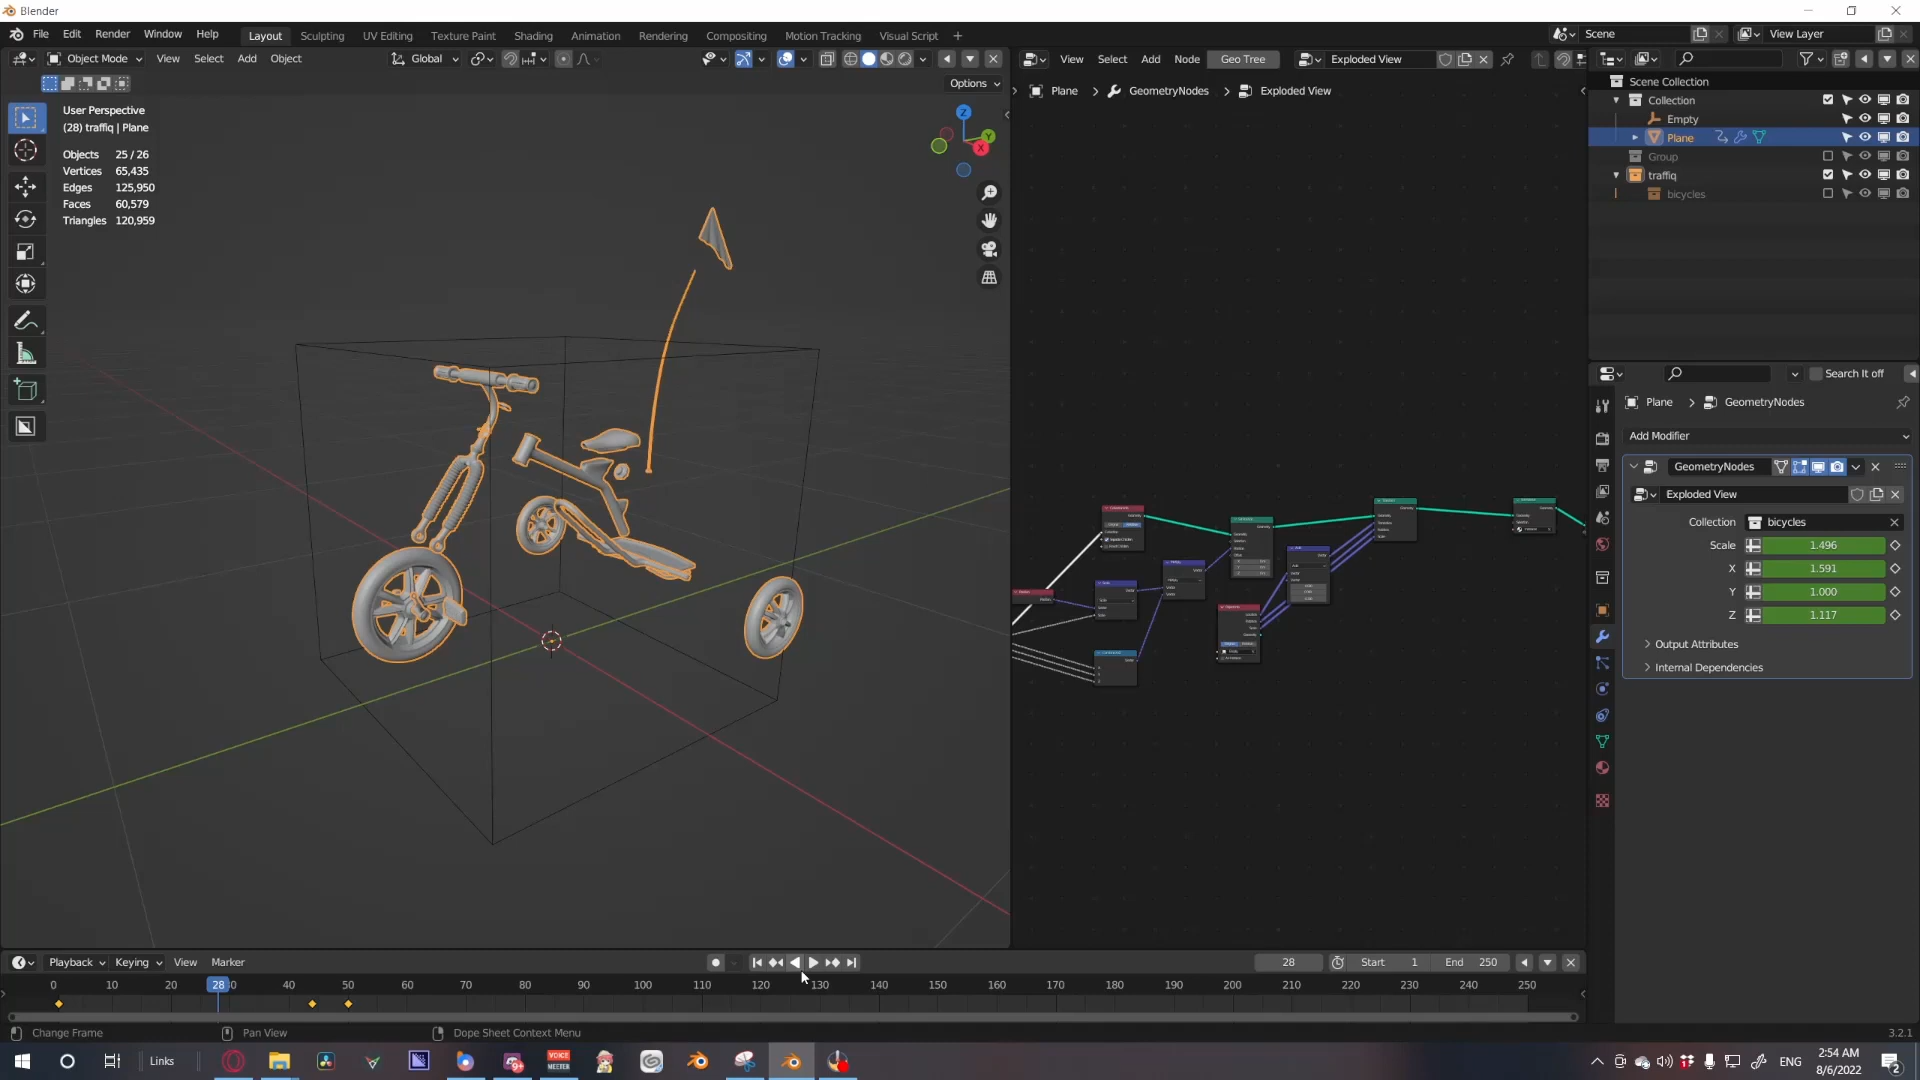 Blender
File Edit Render Window Help Layout Sculpting UV Editing Texture Paint Shading Animation Rendering Compositing Motion Tracking Visual Script + Scene View Layer
Object Mode View Select Add Object Global
Options
User Perspective
(28) traffiq | Plane
Objects 25 / 26
Vertices 65,435
Edges 125,950
Faces 60,579
Triangles 120,959
Z
Y
X
View Select Add Node Geo Tree Exploded View
Plane > GeometryNodes > Exploded View
Scene Collection
Collection
Empty
Plane
Group
traffiq
bicycles
Search It off
Plane > GeometryNodes
Add Modifier
GeometryNodes
Exploded View
Collection bicycles
Scale 1.496
X 1.591
Y 1.000
Z 1.117
Output Attributes
Internal Dependencies
Playback Keying View Marker 28 Start 1 End 250
0 10 20 28 30 40 50 60 70 80 90 100 110 120 130 140 150 160 170 180 190 200 210 220 230 240 250
Change Frame Pan View Dope Sheet Context Menu 3.2.1
Links VOICE MEETER 9+ ENG 2:54 AM
8/6/2022 2